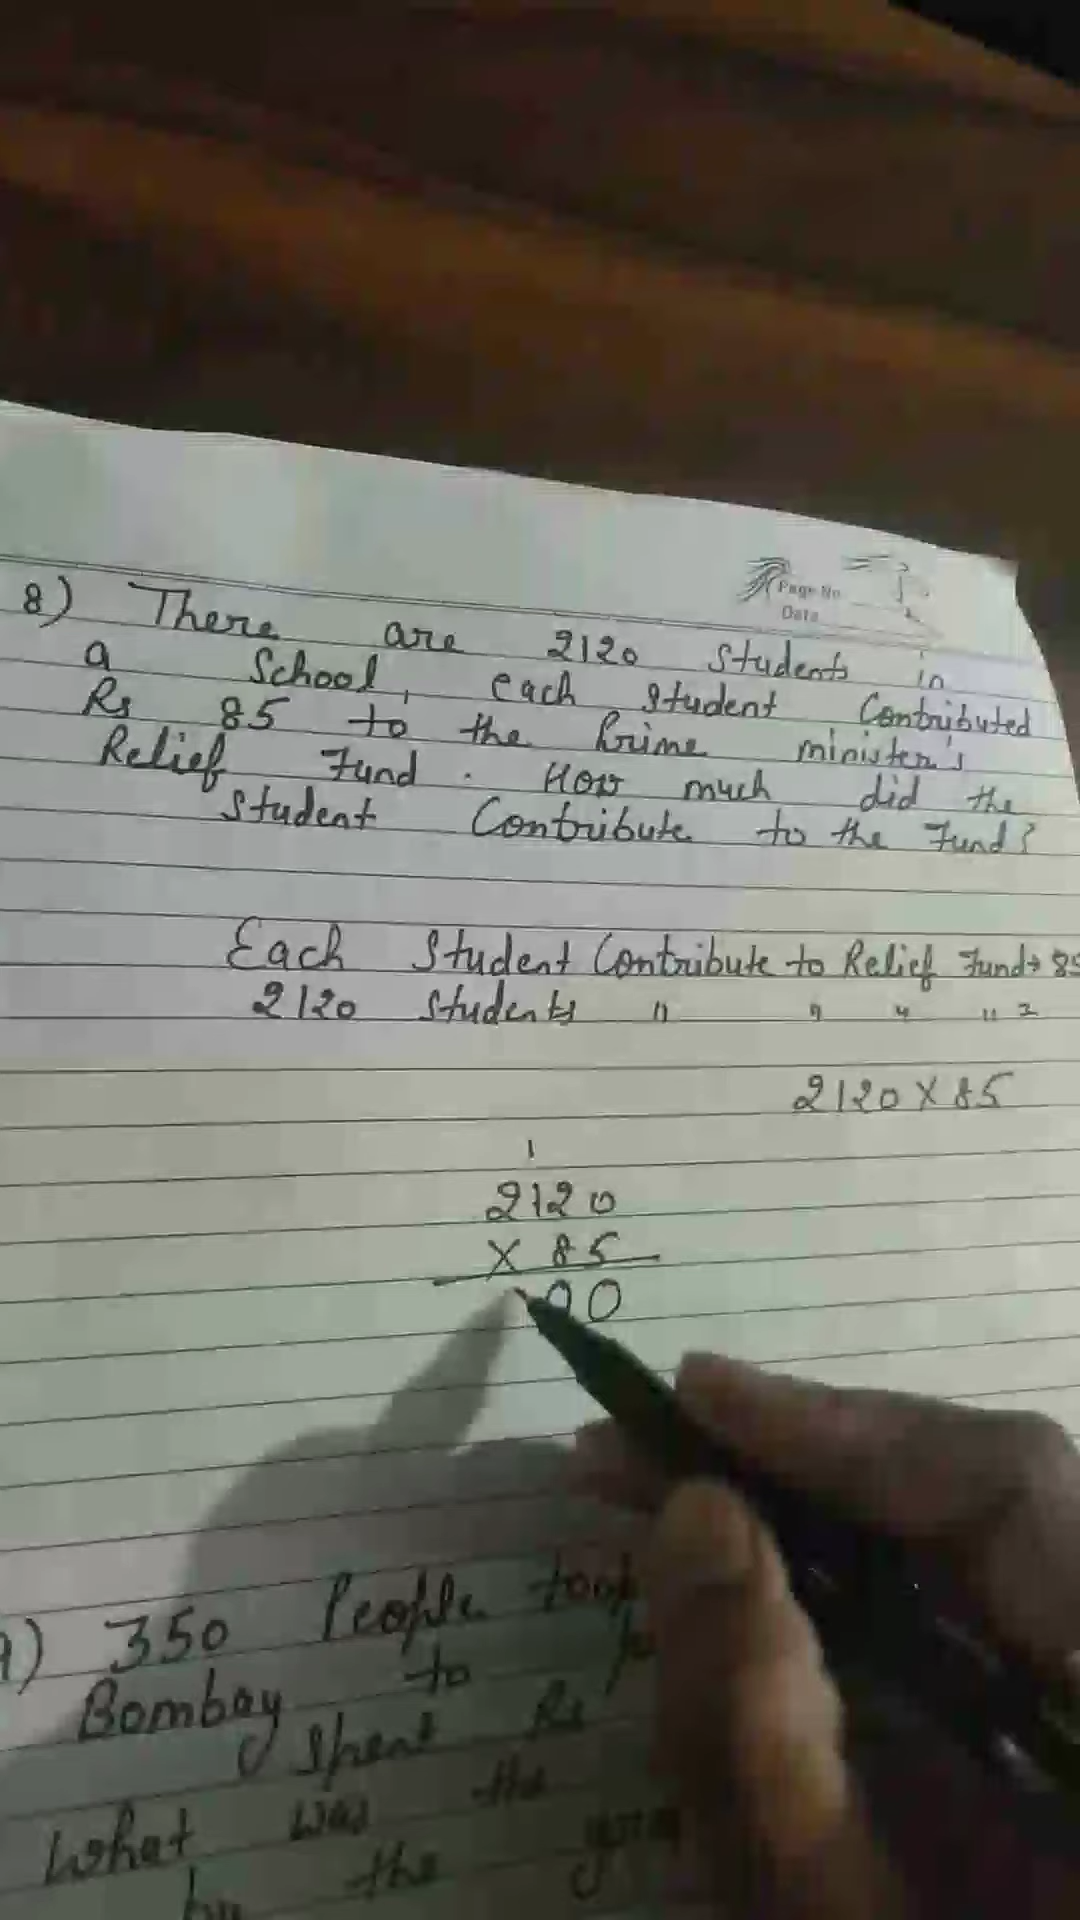 Page No.
Date
8) There are 2120 students in
a School, each student Contributed
Rs 85 to the Prime minister's
Relief Fund. How much did the
student Contribute to the Fund?
Each Student Contribute to Relief Fund→ 85
2120 students " " " " =
2120 X 85
1
2120
X 85
00
9) 350 People took
Bombay to
spent Rs
What was the
by the